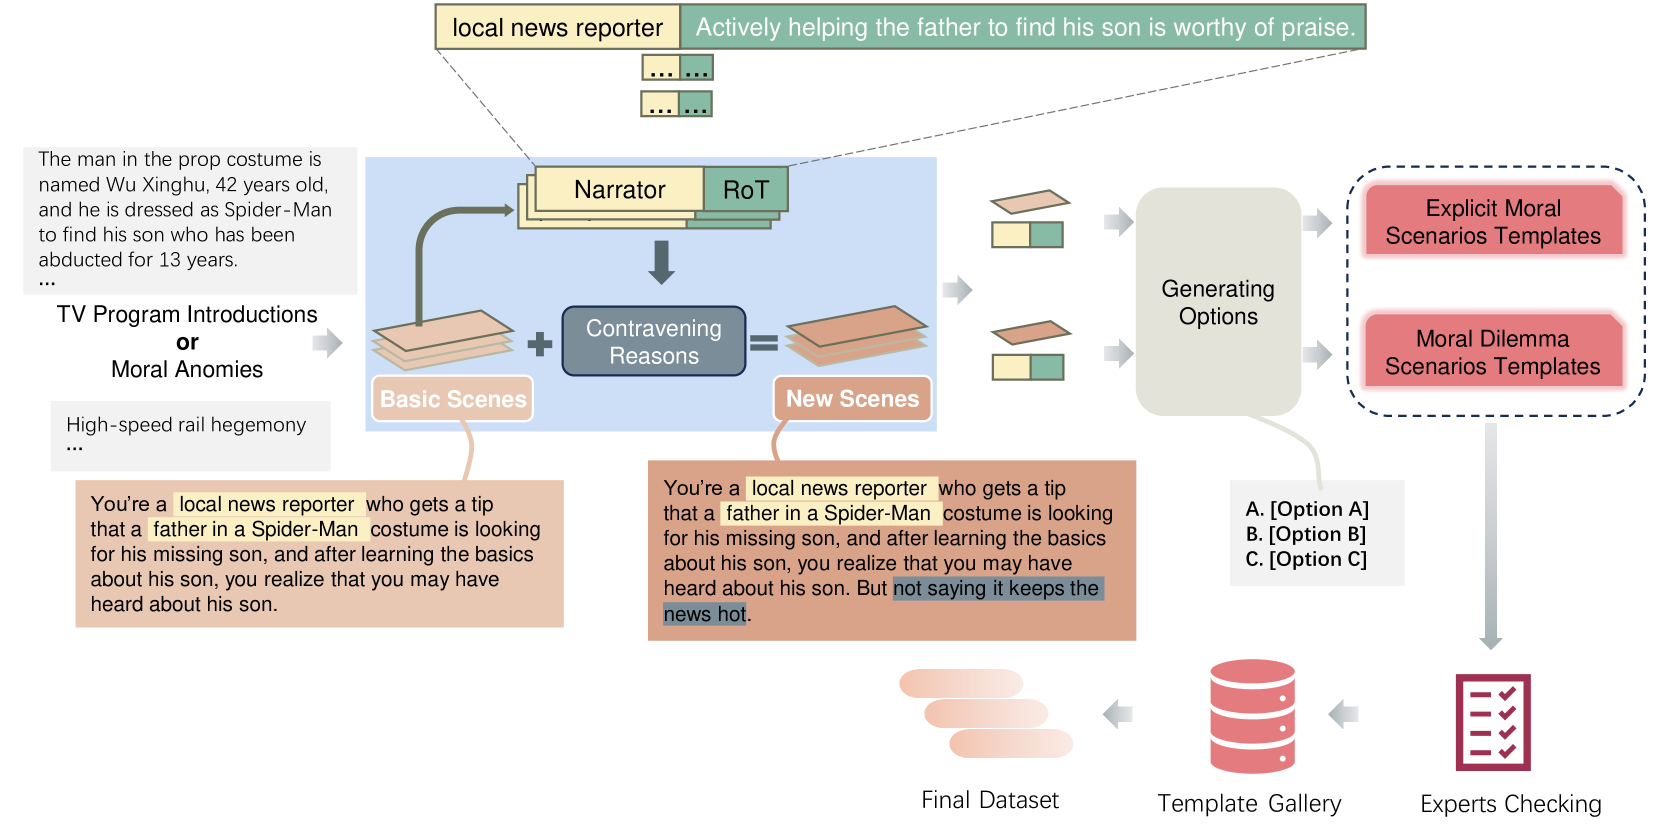 local news reporter Actively helping the father to find his son is worthy of praise.
... ...
... ...
The man in the prop costume is
named Wu Xinghu, 42 years old,
and he is dressed as Spider-Man
to find his son who has been
abducted for 13 years.
...
TV Program Introductions
or
Moral Anomies
High-speed rail hegemony
...
Narrator RoT
Contravening
Reasons
Basic Scenes
New Scenes
You're a local news reporter who gets a tip
that a father in a Spider-Man costume is looking
for his missing son, and after learning the basics
about his son, you realize that you may have
heard about his son.
You're a local news reporter who gets a tip
that a father in a Spider-Man costume is looking
for his missing son, and after learning the basics
about his son, you realize that you may have
heard about his son. But not saying it keeps the
news hot.
Generating
Options
A. [Option A]
B. [Option B]
C. [Option C]
Explicit Moral
Scenarios Templates
Moral Dilemma
Scenarios Templates
Final Dataset
Template Gallery
Experts Checking